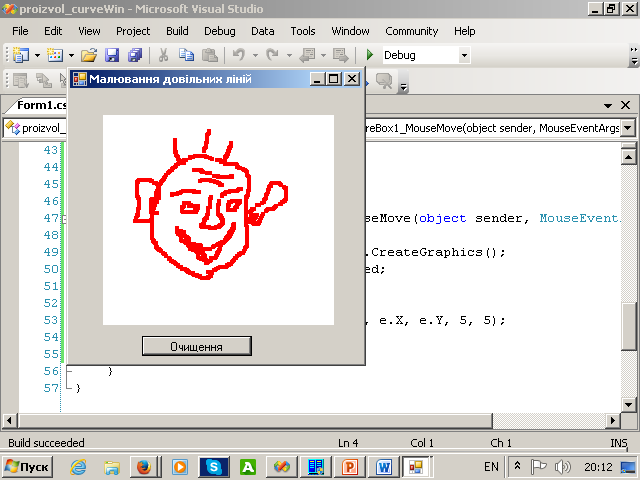 proizvol_curveWin - Microsoft Visual Studio
File Edit View Project Build Debug Data Tools Window Community Help
Debug
Малювання довільних ліній
Form1.cs
proizvol_
reBox1_MouseMove(object sender, MouseEventArgs
43
44
45
46
47 seMove(object sender, MouseEvent
48
49 .CreateGraphics();
50 ed;
51
52
53 , e.X, e.Y, 5, 5);
54
55
56 }
57 }
Очищення
Build succeeded Ln 4 Col 1 Ch 1 INS
Пуск EN 20:12